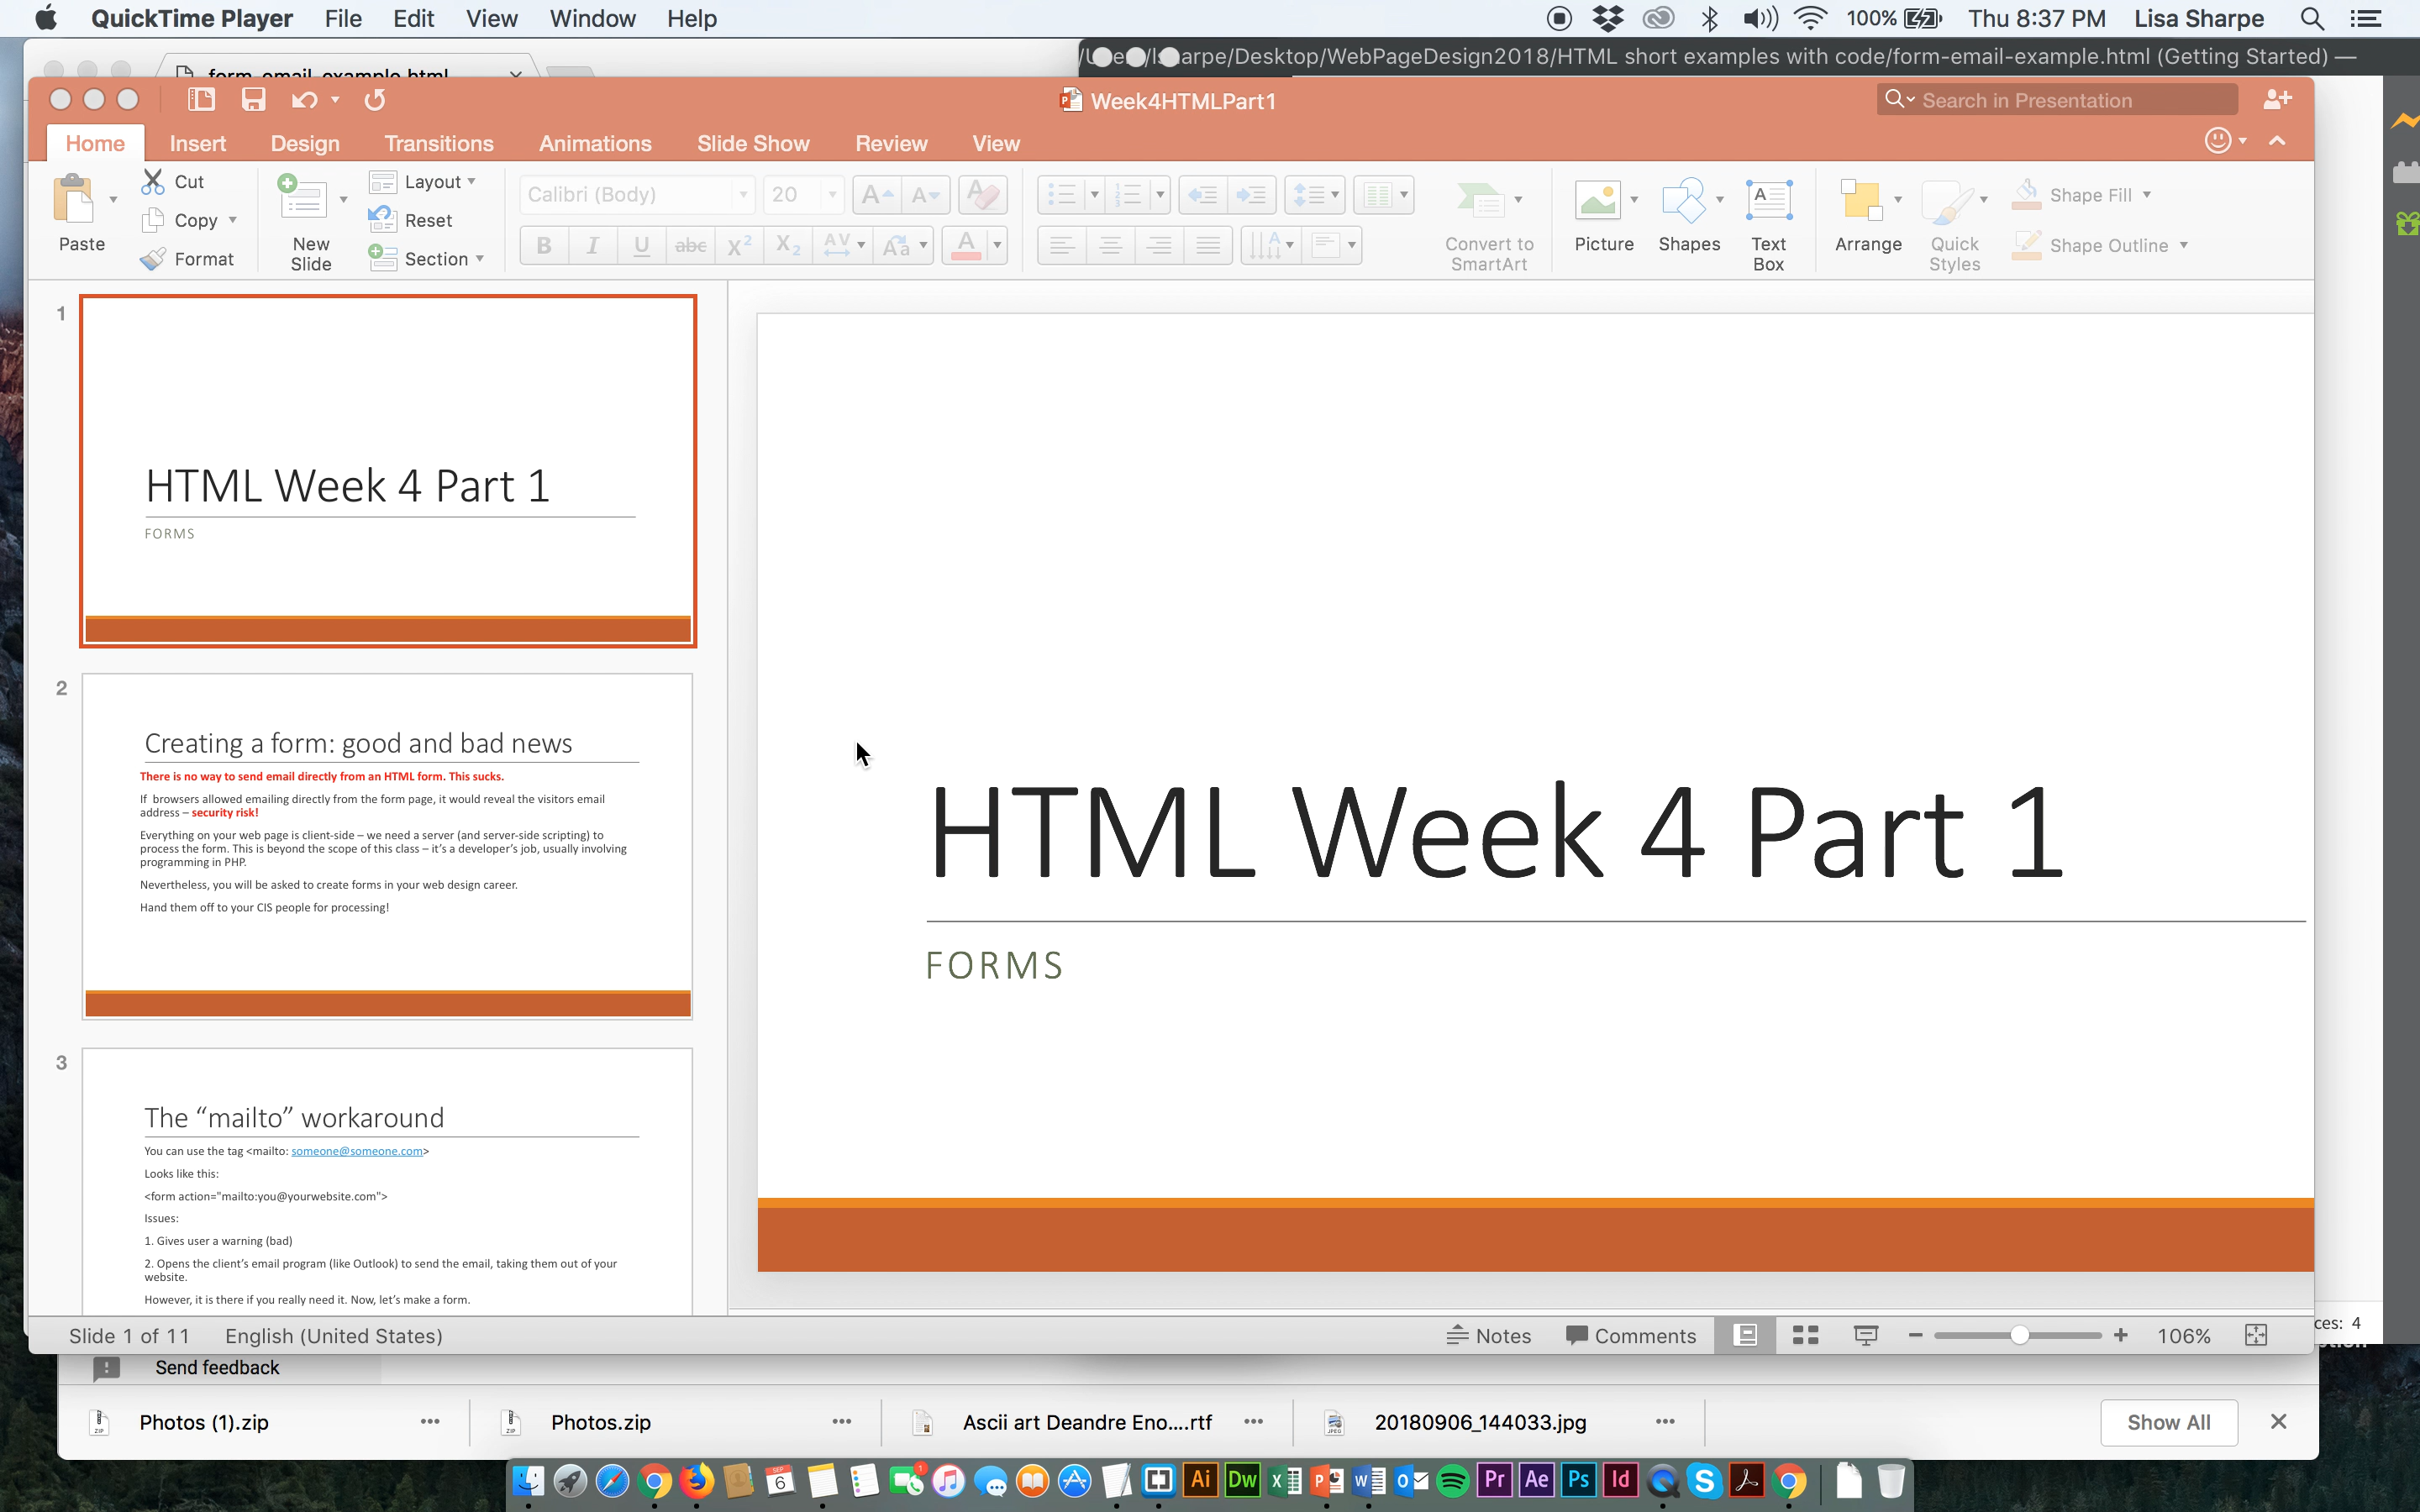 QuickTime Player File Edit View Window Help 100% Thu 8:37 PM Lisa Sharpe
form-email-example.html
arpe/Desktop/WebPageDesign2018/HTML short examples with code/form-email-example.html (Getting Started) —
Week4HTMLPart1
Search in Presentation
Home Insert Design Transitions Animations Slide Show Review View
Paste
Cut
Copy
Format
New
Slide
Layout
Reset
Section
Calibri (Body) 20
B I U abc X2 X2 AV Aa A
Convert to
SmartArt
Picture
Shapes
Text
Box
Arrange
Quick
Styles
Shape Fill
Shape Outline
1
HTML Week 4 Part 1
FORMS
2
Creating a form: good and bad news
There is no way to send email directly from an HTML form. This sucks.
If browsers allowed emailing directly from the form page, it would reveal the visitors email
address – security risk!
Everything on your web page is client-side – we need a server (and server-side scripting) to
process the form. This is beyond the scope of this class – it's a developer's job, usually involving
programming in PHP.
Nevertheless, you will be asked to create forms in your web design career.
Hand them off to your CIS people for processing!
3
The “mailto” workaround
You can use the tag <mailto: someone@someone.com>
Looks like this:
<form action="mailto:you@yourwebsite.com">
Issues:
1. Gives user a warning (bad)
2. Opens the client's email program (like Outlook) to send the email, taking them out of your
website.
However, it is there if you really need it. Now, let's make a form.
HTML Week 4 Part 1
FORMS
Slide 1 of 11 English (United States) Notes Comments 106%
ces: 4
Send feedback
Photos (1).zip Photos.zip Ascii art Deandre Eno....rtf 20180906_144033.jpg Show All
SEP 6 1 Ai Dw Pr Ae Ps Id